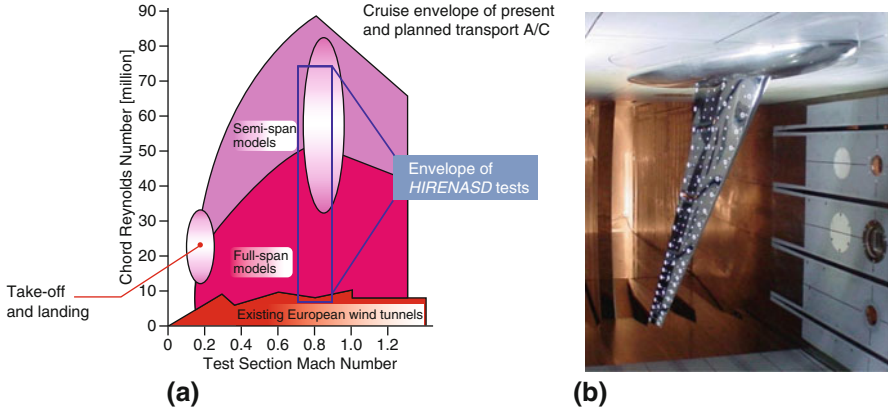 Cruise envelope of present
and planned transport A/C
Chord Reynolds Number [million]
90
80
70
60
50
40
30
20
10
0
Semi-span
models
Envelope of
HIRENASD tests
Full-span
models
Take-off
and landing
Existing European wind tunnels
0 0.2 0.4 0.6 0.8 1.0 1.2
Test Section Mach Number
(a)
(b)